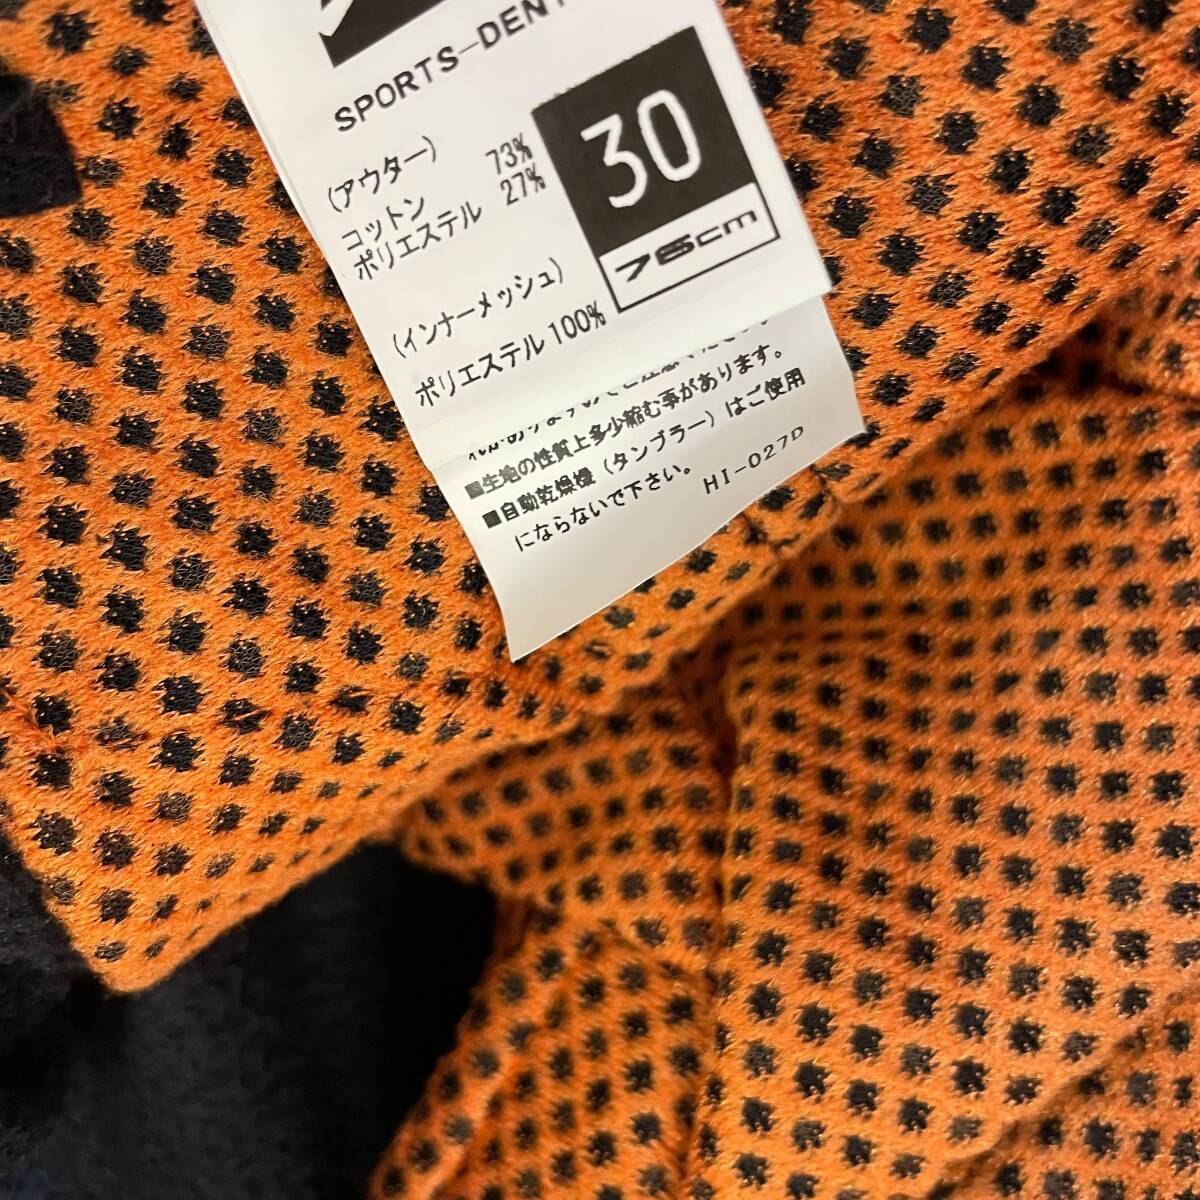 SPORTS-DENT
30
76cm
(アウター)
コットン 73%
ポリエステル 27%
(インナーメッシュ)
ポリエステル 100%
■生地の性質上多少縮む事があります。
■自動乾燥機（タンブラー）はご使用
にならないで下さい。
HI-027D